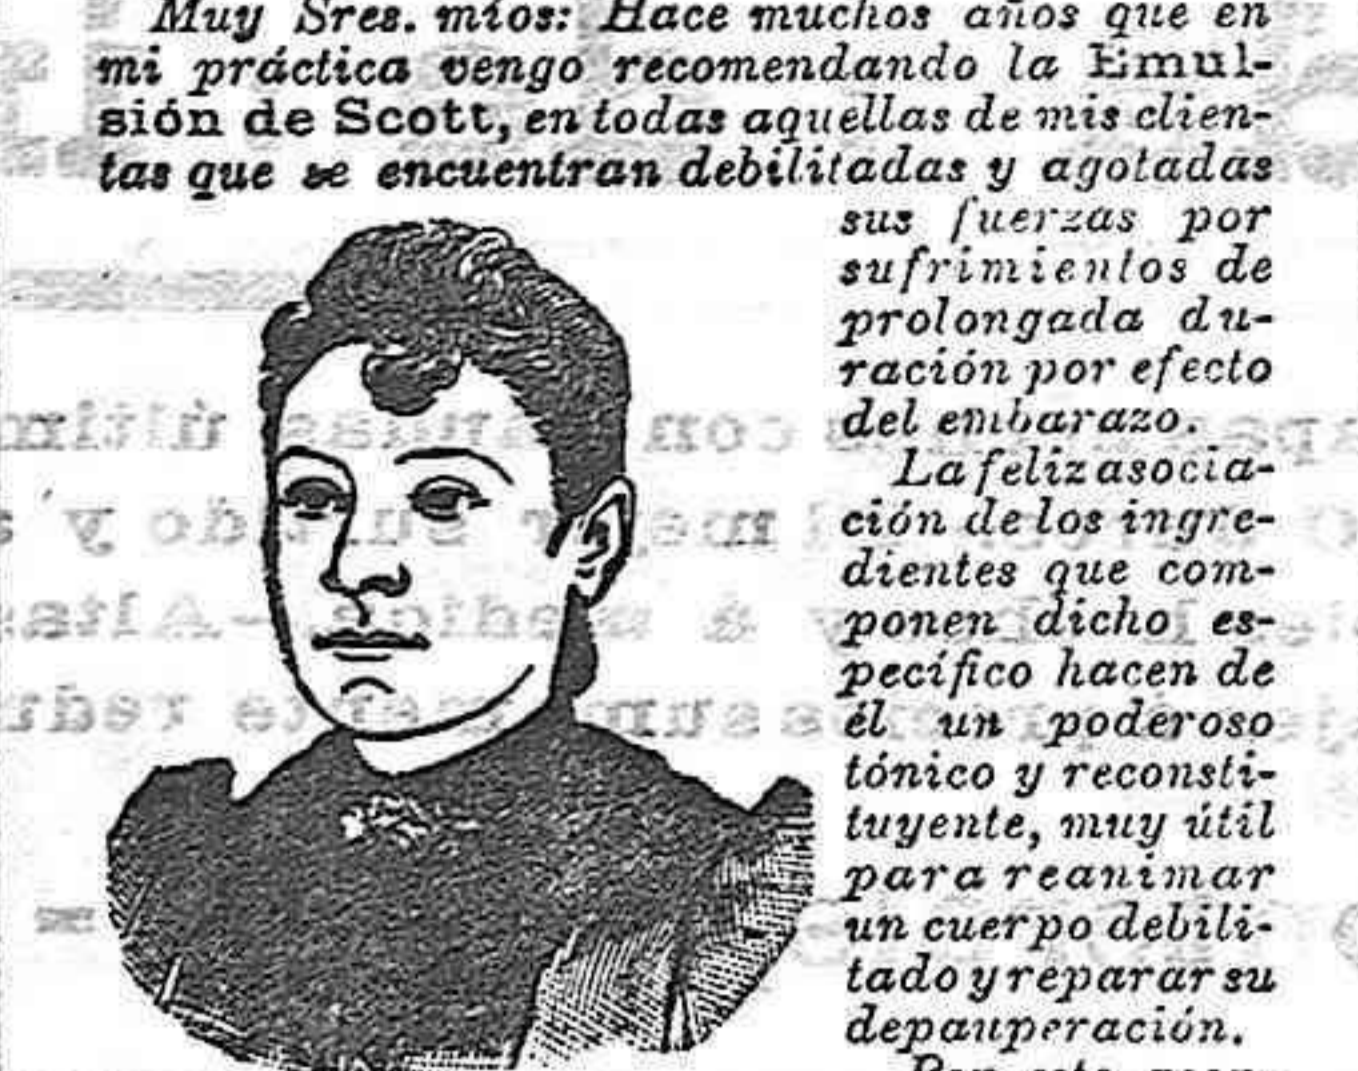 Muy Sres. míos: Hace muchos años que en
mi práctica vengo recomendando la Emul-
sión de Scott, en todas aquellas de mis clien-
tas que se encuentran debilitadas y agotadas
sus fuerzas por
sufrimientos de
prolongada du-
ración por efecto
del embarazo.
La feliz asocia-
ción de los ingre-
dientes que com-
ponen dicho es-
pecífico hacen de
él un poderoso
tónico y reconsti-
tuyente, muy útil
para reanimar
un cuerpo debili-
tado y reparar su
depauperación.